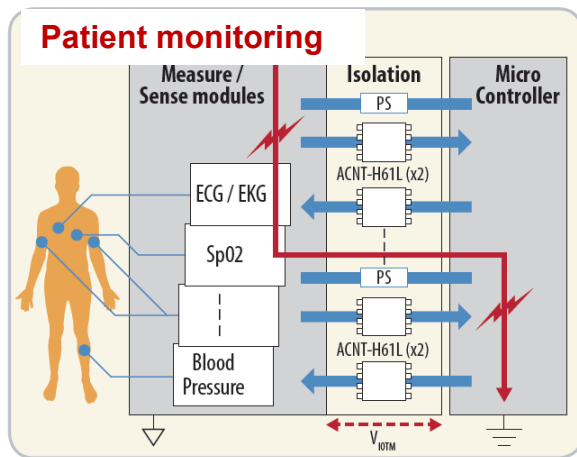 Patient monitoring
Measure /
Sense modules
Isolation
Micro
Controller
PS
ACNT-H61L (x2)
ECG / EKG
Sp02
PS
ACNT-H61L (x2)
Blood
Pressure
VIOTM